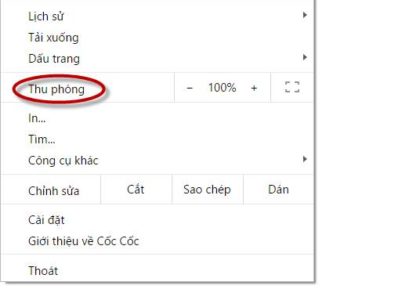 Lịch sử
Tải xuống
Dấu trang
Thu phóng − 100% +
In...
Tìm...
Công cụ khác
Chỉnh sửa Cắt Sao chép Dán
Cài đặt
Giới thiệu về Cốc Cốc
Thoát